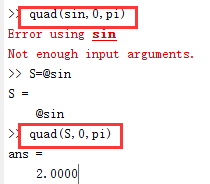 >> quad(sin,0,pi)
Error using sin
Not enough input arguments.
>> S=@sin
S =
@sin
>> quad(S,0,pi)
ans =
2.0000